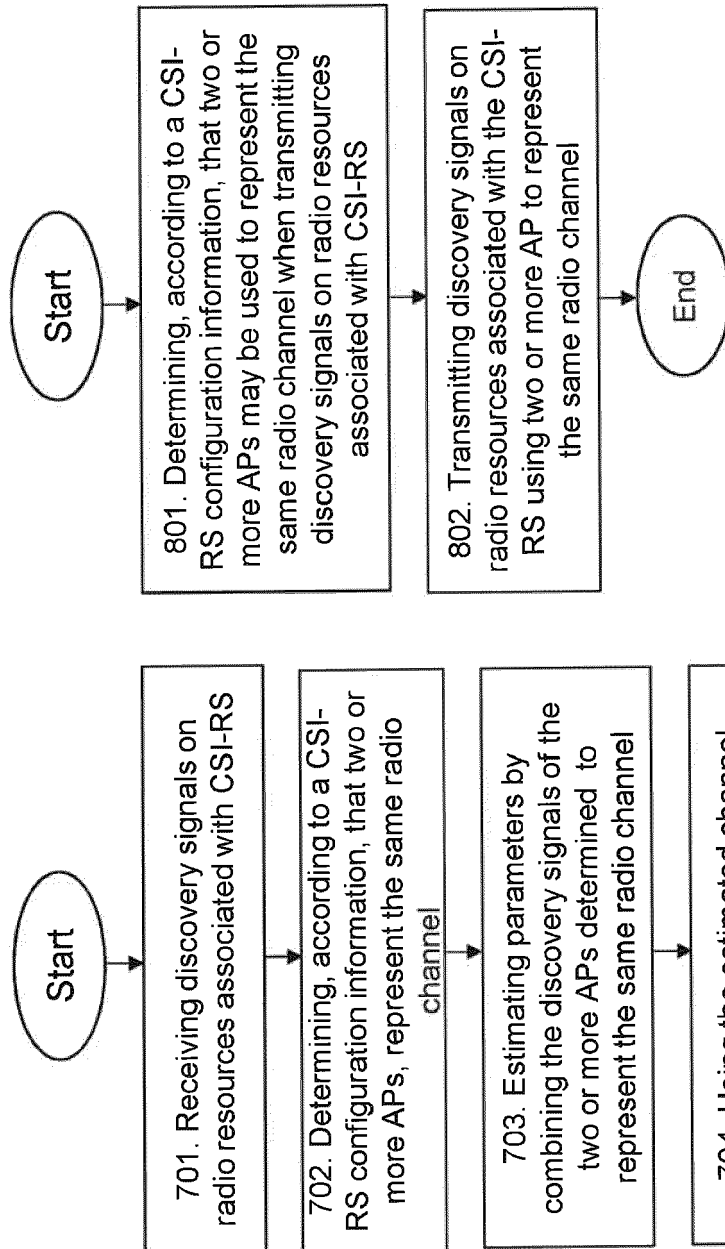 Start
701. Receiving discovery signals on
radio resources associated with CSI-RS
702. Determining, according to a CSI-
RS configuration information, that two or
more APs, represent the same radio
channel
703. Estimating parameters by
combining the discovery signals of the
two or more APs determined to
represent the same radio channel
704. Using the estimated channel
Start
801. Determining, according to a CSI-
RS configuration information, that two or
more APs may be used to represent the
same radio channel when transmitting
discovery signals on radio resources
associated with CSI-RS
802. Transmitting discovery signals on
radio resources associated with the CSI-
RS using two or more AP to represent
the same radio channel
End